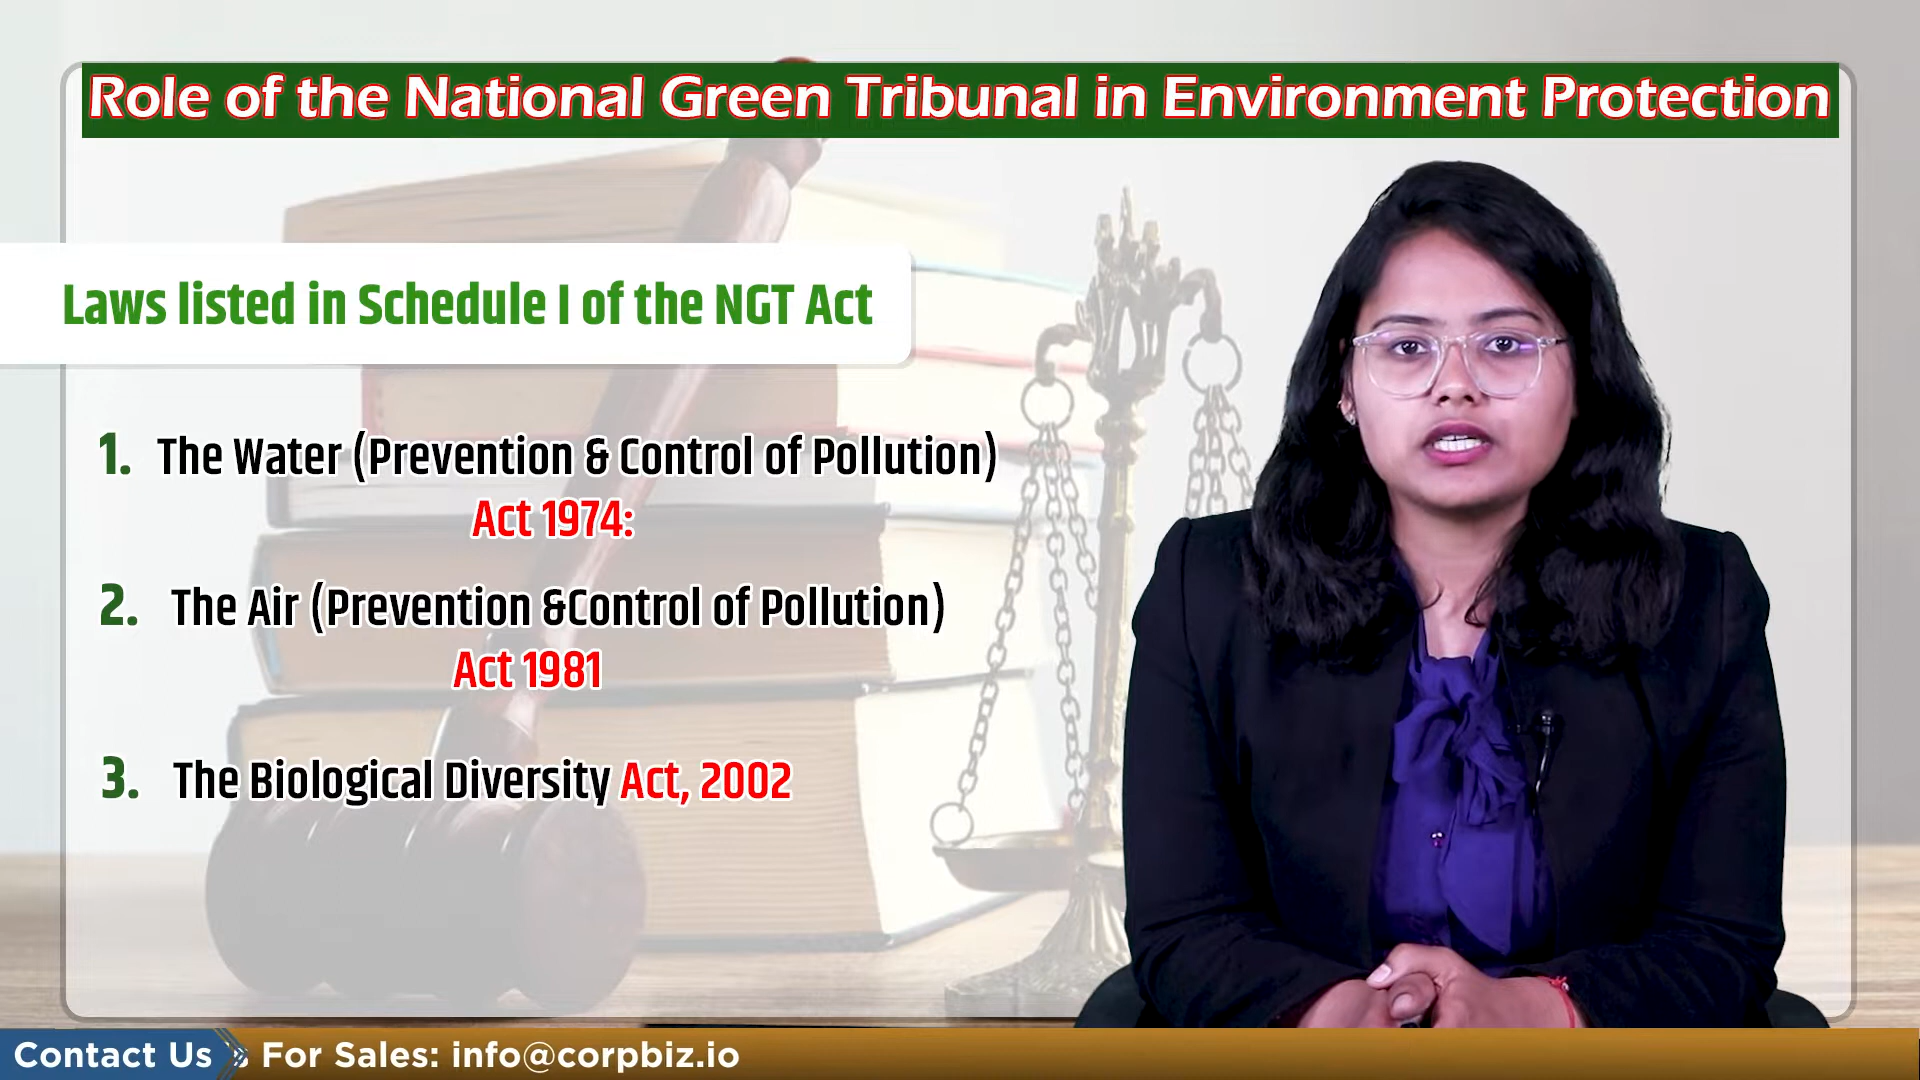 Role of the National Green Tribunal in Environment Protection
Laws listed in Schedule I of the NGT Act
1. The Water (Prevention & Control of Pollution)
Act 1974:
2. The Air (Prevention &Control of Pollution)
Act 1981
3. The Biological Diversity Act, 2002
Contact Us For Sales: info@corpbiz.io